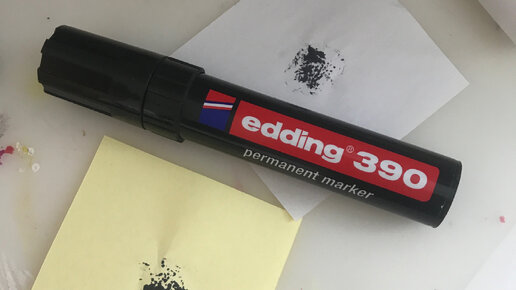 edding® 390
permanent marker